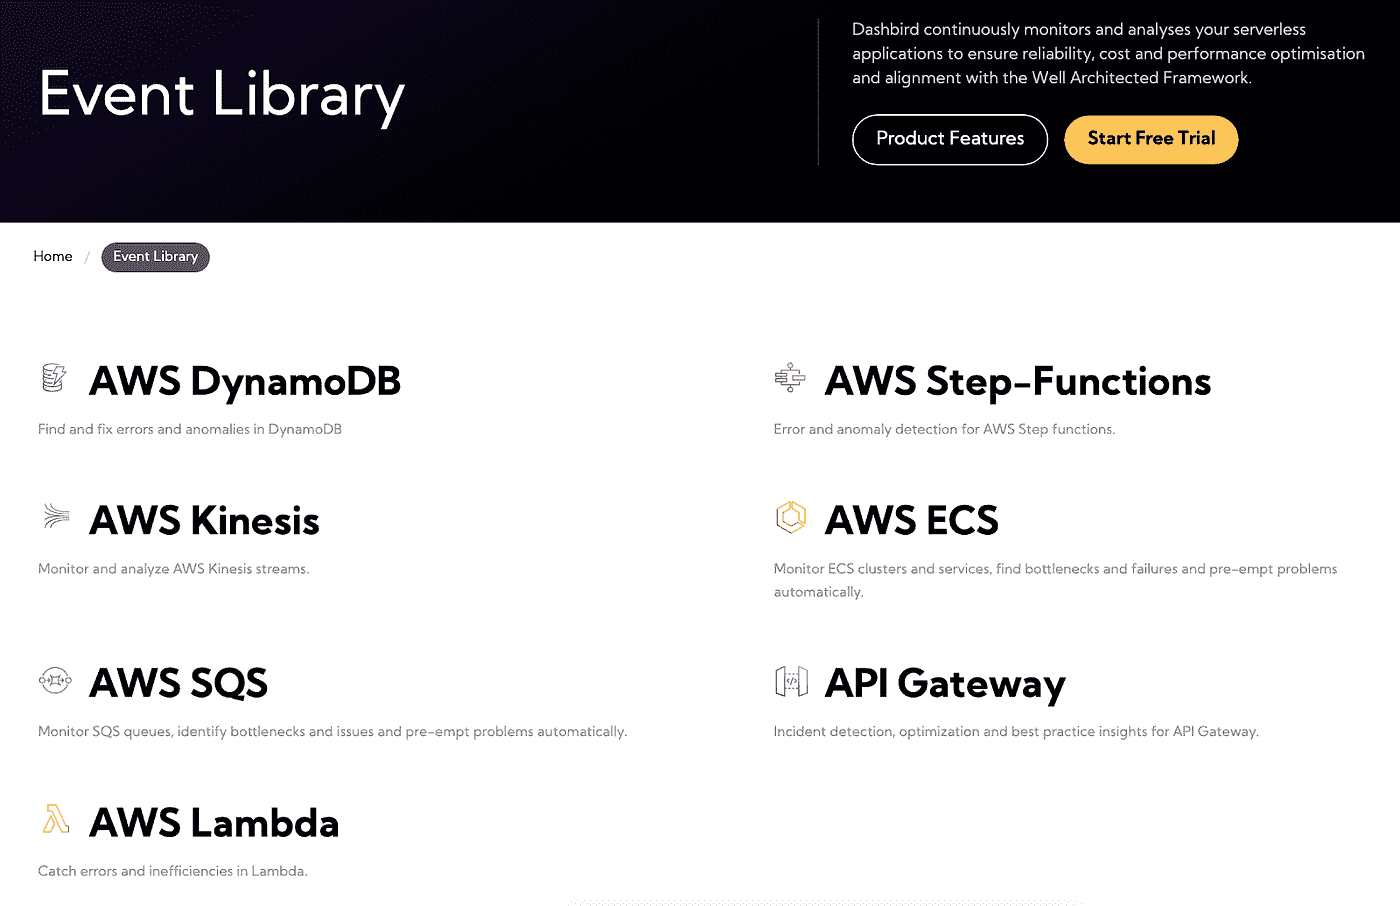 Event Library
Dashbird continuously monitors and analyses your serverless
applications to ensure reliability, cost and performance optimisation
and alignment with the Well Architected Framework.
Product Features
Start Free Trial
Home / Event Library
AWS DynamoDB
Find and fix errors and anomalies in DynamoDB
AWS Step-Functions
Error and anomaly detection for AWS Step functions.
AWS Kinesis
Monitor and analyze AWS Kinesis streams.
AWS ECS
Monitor ECS clusters and services, find bottlenecks and failures and pre-empt problems
automatically.
AWS SQS
Monitor SQS queues, identify bottlenecks and issues and pre-empt problems automatically.
API Gateway
Incident detection, optimization and best practice insights for API Gateway.
AWS Lambda
Catch errors and inefficiencies in Lambda.